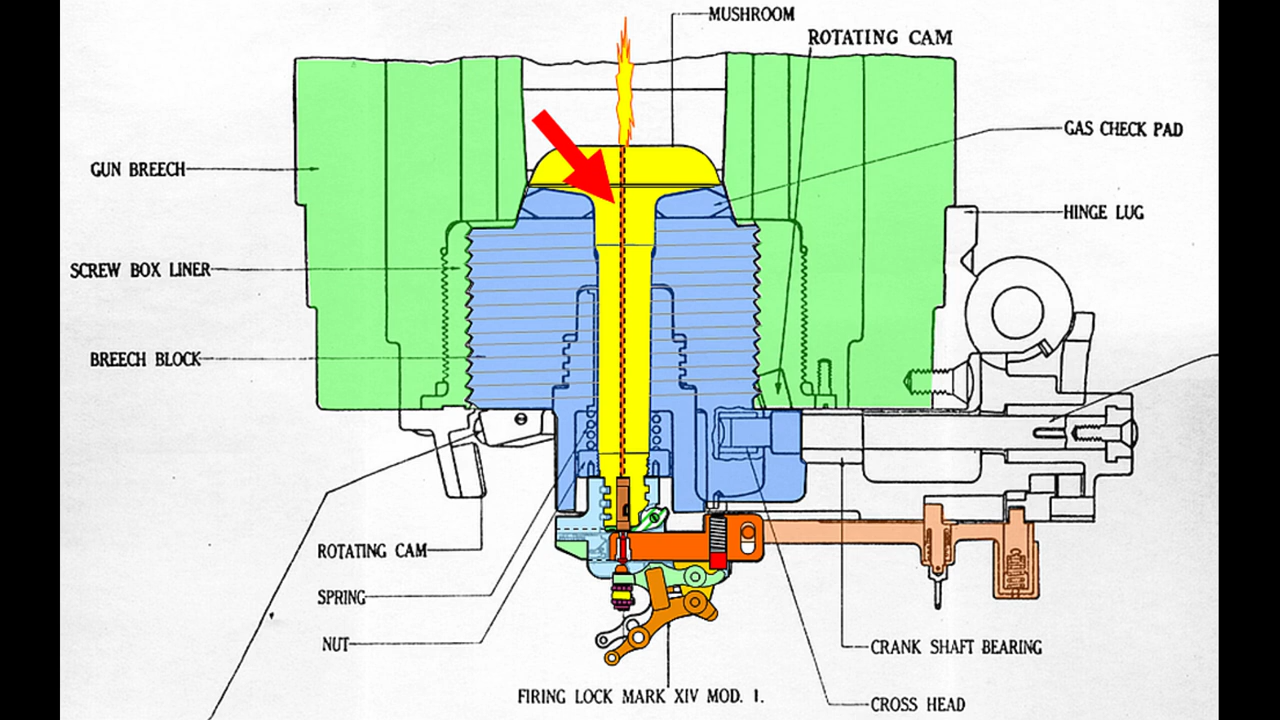 MUSHROOM
ROTATING CAM
GAS CHECK PAD
GUN BREECH
HINGE LUG
SCREW BOX LINER
BREECH BLOCK
ROTATING CAM
SPRING
NUT
CRANK SHAFT BEARING
FIRING LOCK MARK XIV MOD. I.
CROSS HEAD